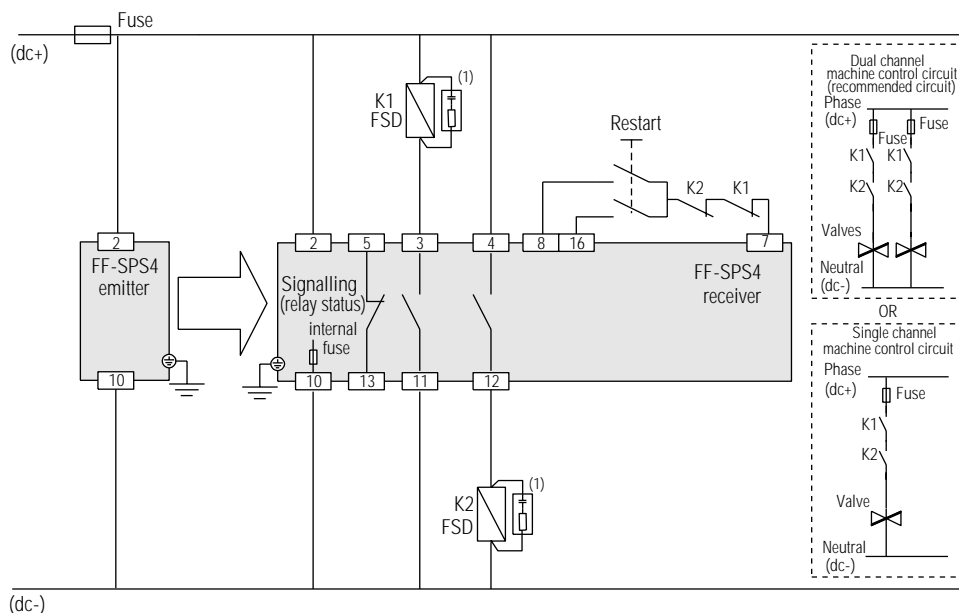 Fuse
(dc+)
K1
FSD
(1)
Restart
K2
K1
2
2
5
3
4
8
16
7
FF-SPS4
emitter
Signalling
(relay status)
internal
fuse
FF-SPS4
receiver
10
10
13
11
12
K2
FSD
(1)
(dc-)
Dual channel
machine control circuit
(recommended circuit)
Phase
(dc+)
Fuse
Fuse
K1
K1
K2
K2
Valves
Neutral
(dc-)
OR
Single channel
machine control circuit
Phase
(dc+)
Fuse
K1
K2
Valve
Neutral
(dc-)